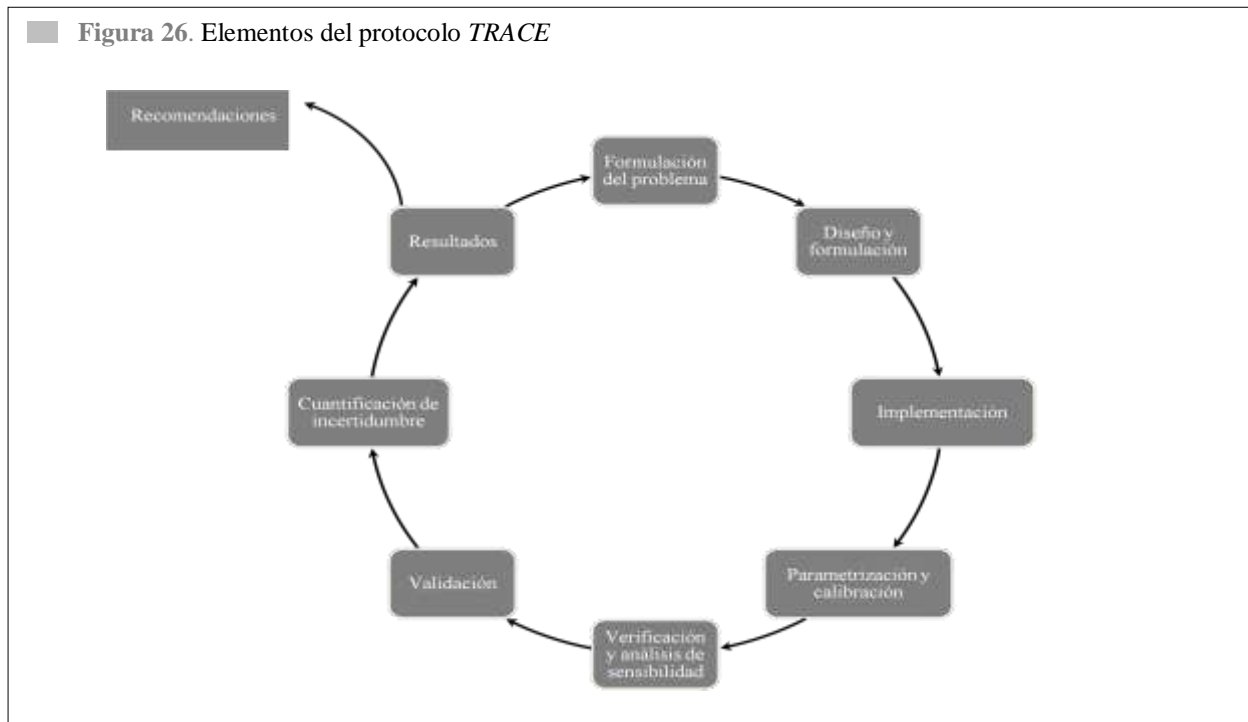 Figura 26. Elementos del protocolo TRACE
Recomendaciones
Formulación
del problema
Resultados
Diseño y
formulación
Cuantificación de
incertidumbre
Implementación
Validación
Parametrización y
calibración
Verificación
y análisis de
sensibilidad